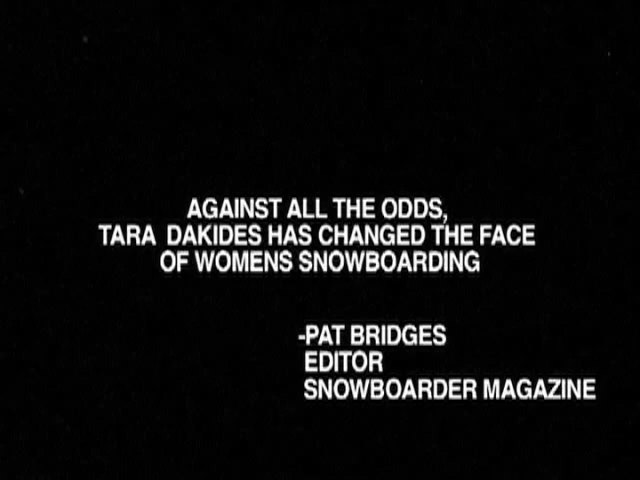 AGAINST ALL THE ODDS,
TARA DAKIDES HAS CHANGED THE FACE
OF WOMENS SNOWBOARDING
-PAT BRIDGES
EDITOR
SNOWBOARDER MAGAZINE